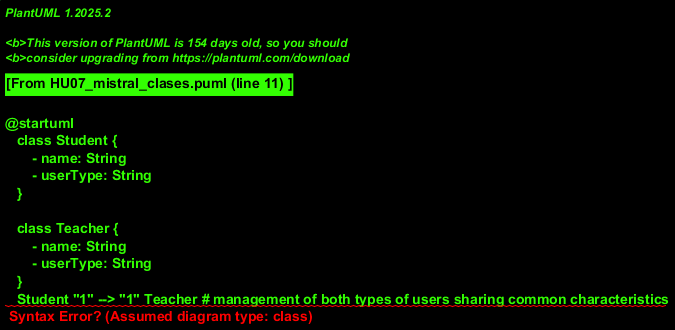 PlantUML 1.2025.2
<b>This version of PlantUML is 154 days old, so you should
<b>consider upgrading from https://plantuml.com/download
[From HU07_mistral_clases.puml (line 11) ]
@startuml
class Student {
- name: String
- userType: String
}
class Teacher {
- name: String
- userType: String
}
Student "1" --> "1" Teacher # management of both types of users sharing common characteristics
Syntax Error? (Assumed diagram type: class)